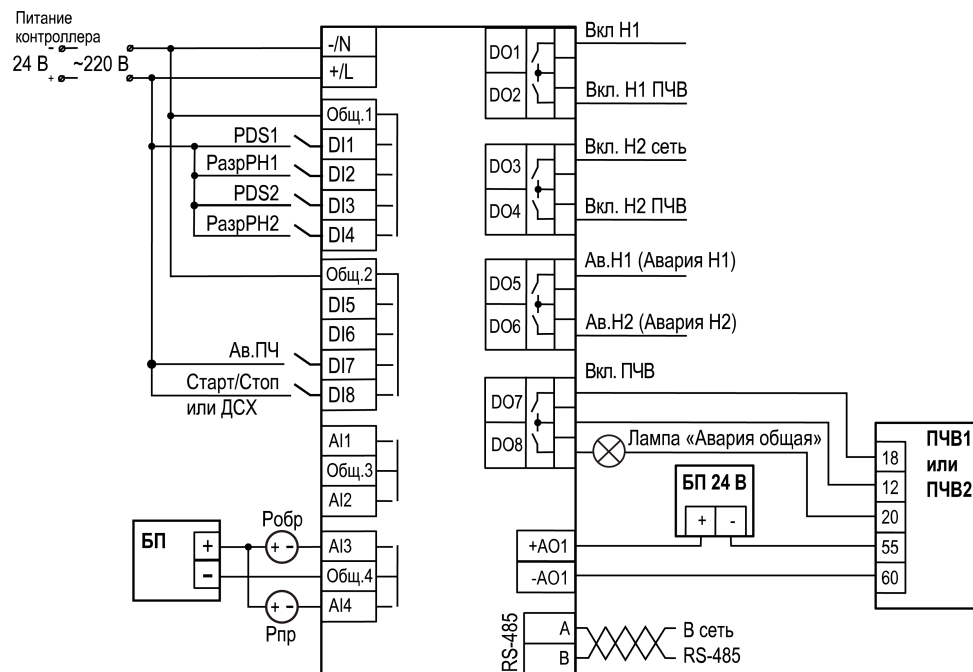 Питание
контроллера
- 
24 В ~220 В
+
-/N
+/L
Общ.1
PDS1 DI1
РазрРН1 DI2
PDS2 DI3
РазрРН2 DI4
Общ.2
DI5
DI6
Ав.ПЧ DI7
Старт/Стоп DI8
или ДСХ
AI1
Общ.3
AI2
Pобр
БП + + - AI3
- Общ.4
+ - AI4
Pпр
DO1 Вкл Н1
DO2 Вкл. Н1 ПЧВ
DO3 Вкл. Н2 сеть
DO4 Вкл. Н2 ПЧВ
DO5 Ав.Н1 (Авария Н1)
DO6 Ав.Н2 (Авария Н2)
DO7 Вкл. ПЧВ
DO8 Лампа «Авария общая»
БП 24 В
+ -
+AO1
-AO1
ПЧВ1
или
ПЧВ2
18
12
20
55
60
RS-485
A В сеть
B RS-485